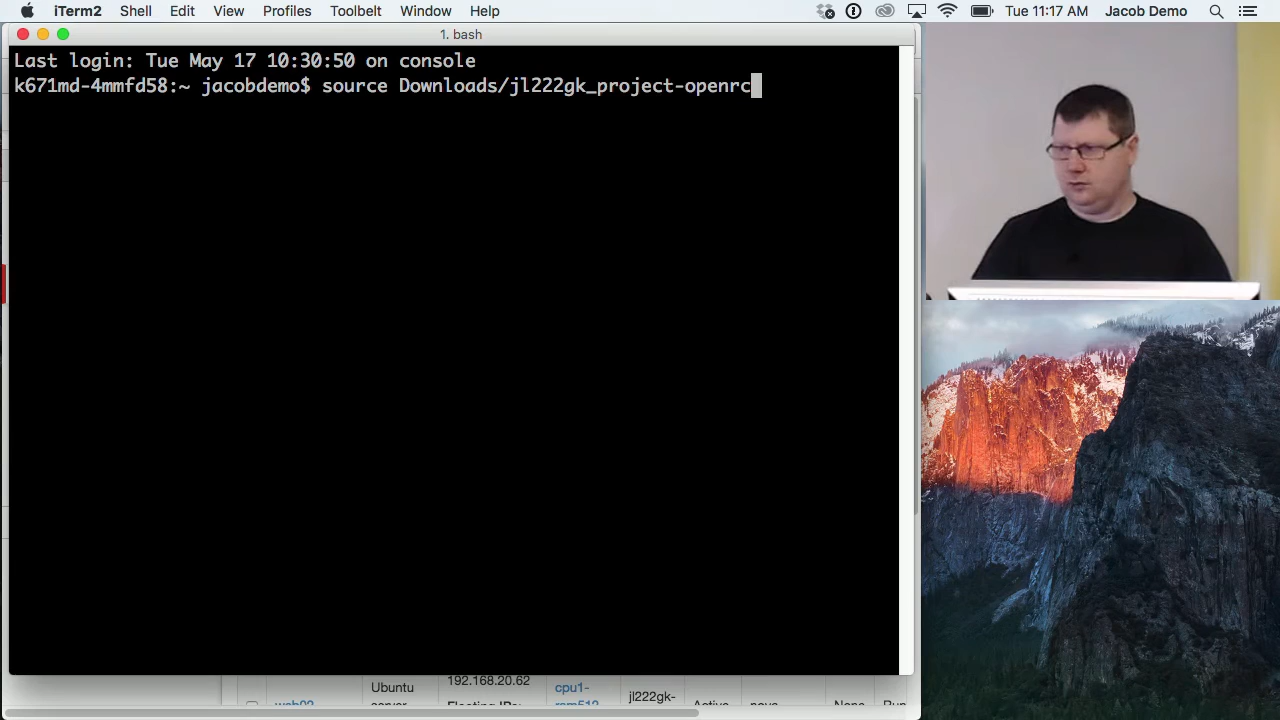 iTerm2 Shell Edit View Profiles Toolbelt Window Help Tue 11:17 AM Jacob Demo
1. bash
Last login: Tue May 17 10:30:50 on console
k671md-4mmfd58:~ jacobdemo$ source Downloads/jl222gk_project-openrc
192.168.20.62
Ubuntu cpu1-
server jl222gk-